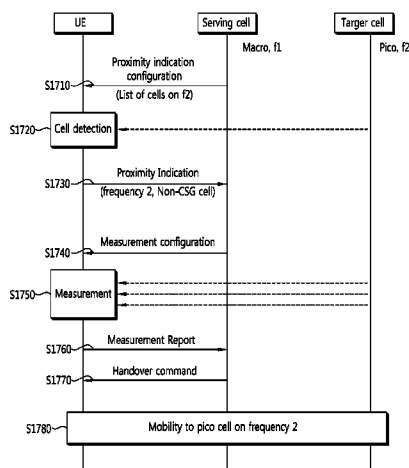 UE
Serving cell
Targer cell
Macro, f1
Pico, f2
Proximity indication
configuration
S1710
(List of cells on f2)
S1720
Cell detection
Proximity Indication
S1730
(frequency 2, Non-CSG cell)
Measurement configuration
S1740
S1750
Measurement
Measurement Report
S1760
Handover command
S1770
S1780
Mobility to pico cell on frequency 2